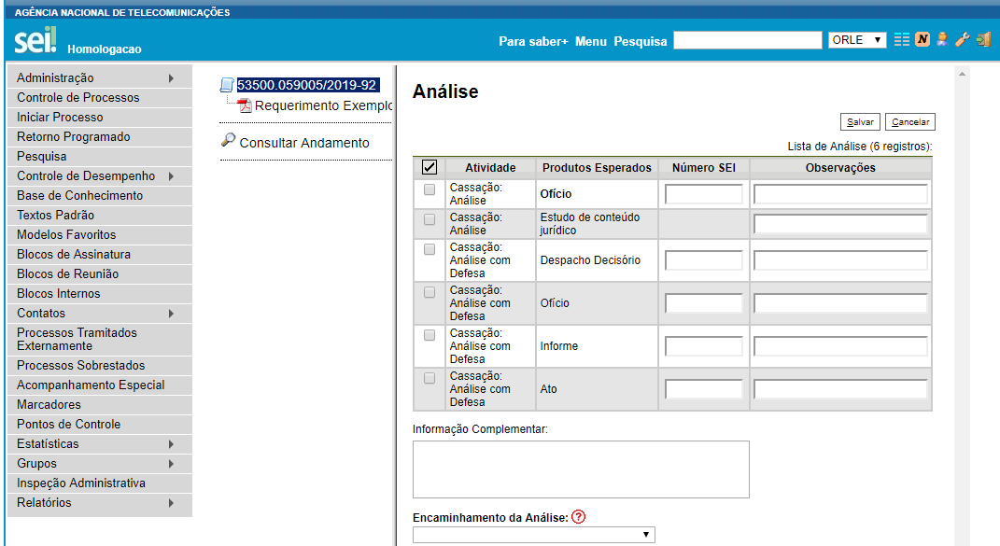 AGÊNCIA NACIONAL DE TELECOMUNICAÇÕES
sei! Homologacao
Para saber+ Menu Pesquisa ORLE
N
Administração
Controle de Processos
Iniciar Processo
Retorno Programado
Pesquisa
Controle de Desempenho
Base de Conhecimento
Textos Padrão
Modelos Favoritos
Blocos de Assinatura
Blocos de Reunião
Blocos Internos
Contatos
Processos Tramitados
Externamente
Processos Sobrestados
Acompanhamento Especial
Marcadores
Pontos de Controle
Estatísticas
Grupos
Inspeção Administrativa
Relatórios
53500.059005/2019-92
Requerimento Exemplo
Consultar Andamento
Análise
Salvar Cancelar
Lista de Análise (6 registros):
Atividade Produtos Esperados Número SEI Observações
Cassação:
Análise
Ofício
Cassação:
Análise
Estudo de conteúdo
jurídico
Cassação:
Análise com
Defesa
Despacho Decisório
Cassação:
Análise com
Defesa
Ofício
Cassação:
Análise com
Defesa
Informe
Cassação:
Análise com
Defesa
Ato
Informação Complementar:
Encaminhamento da Análise: ?